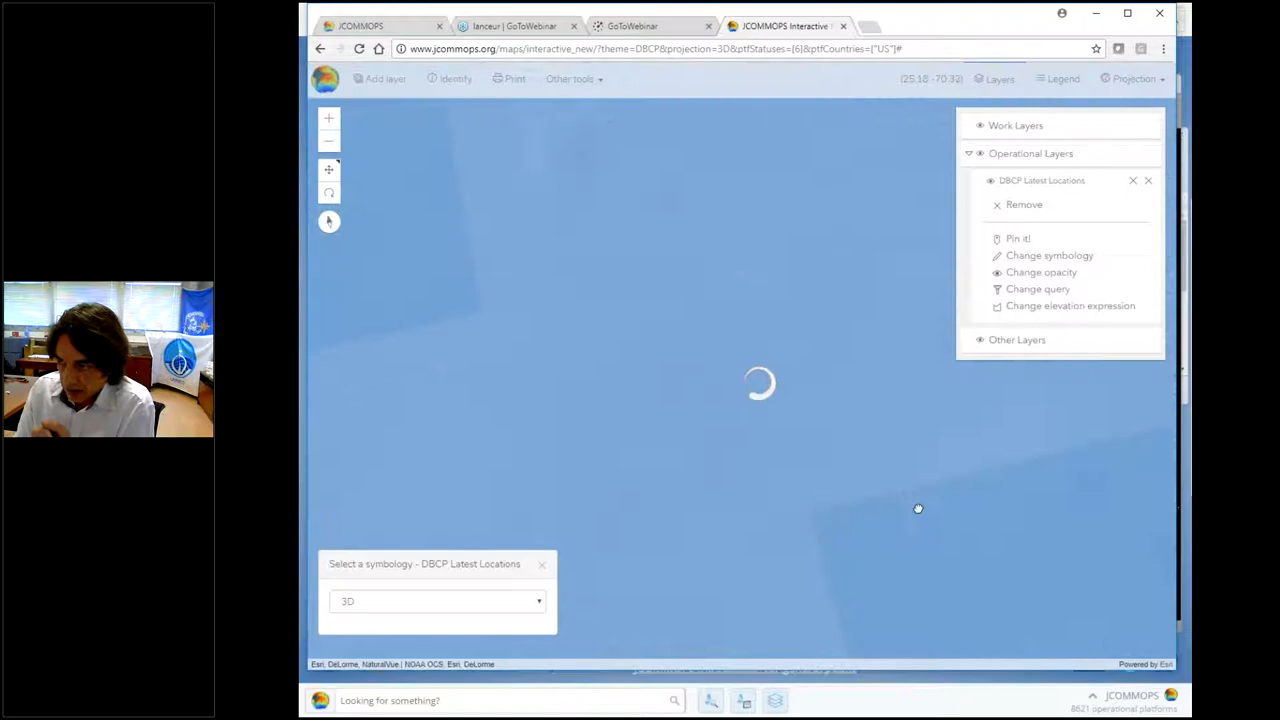 JCOMMOPS
lanceur | GoToWebinar
GoToWebinar
JCOMMOPS Interactive
www.jcommops.org/maps/interactive_new/?theme=DBCP&projection=3D&ptfStatuses=[6]&ptfCountries=["US"]#
Add layer
Identify
Print
Other tools
(25.18 -70.32)
Layers
Legend
Projection
Work Layers
Operational Layers
DBCP Latest Locations
Remove
Pin it!
Change symbology
Change opacity
Change query
Change elevation expression
Other Layers
Select a symbology - DBCP Latest Locations
3D
Esri, DeLorme, NaturalVue | NOAA OCS, Esri, DeLorme
Powered by Esri
Looking for something?
JCOMMOPS
8621 operational platforms